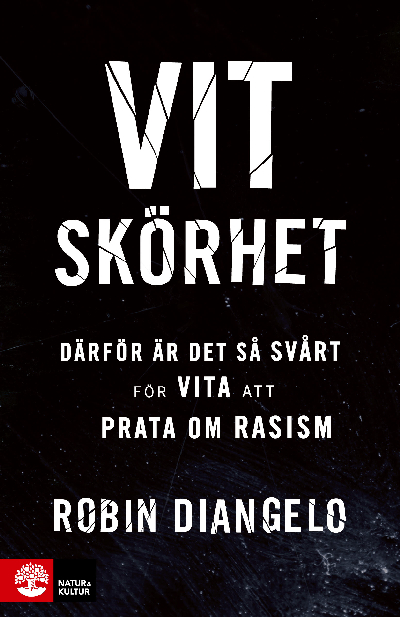 VIT
SKÖRHET
DÄRFÖR ÄR DET SÅ SVÅRT
FÖR VITA ATT
PRATA OM RASISM
ROBIN DIANGELO
NATUR &
KULTUR